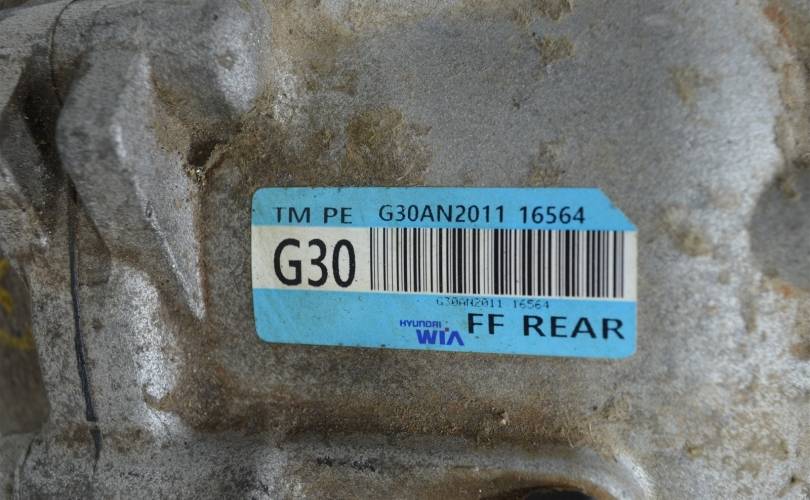 TM PE G30AN2011 16564
G30
G30AN2011 16564
HYUNDAI
WIA
FF REAR